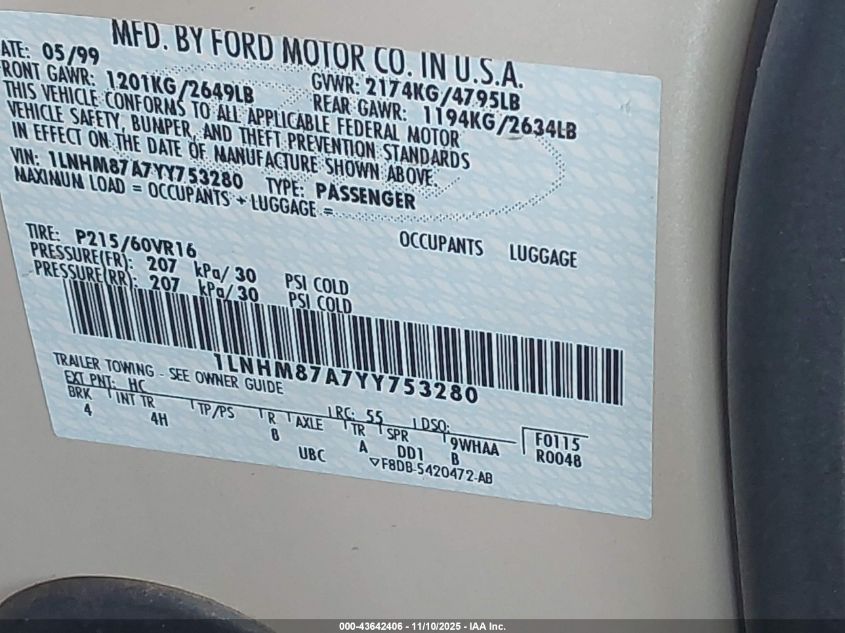 MFD. BY FORD MOTOR CO. IN U.S.A.
ATE: 05/99 GVWR: 2174KG/4795LB
RONT GAWR: 1201KG/2649LB REAR GAWR: 1194KG/2634LB
THIS VEHICLE CONFORMS TO ALL APPLICABLE FEDERAL MOTOR
VEHICLE SAFETY, BUMPER, AND THEFT PREVENTION STANDARDS
IN EFFECT ON THE DATE OF MANUFACTURE SHOWN ABOVE.
VIN: 1LNHM87A7YY753280 TYPE: PASSENGER
MAXIMUM LOAD = OCCUPANTS + LUGGAGE =
OCCUPANTS LUGGAGE
TIRE: P215/60VR16
PRESSURE(FR): 207 kPa/ 30 PSI COLD
PRESSURE(RR): 207 kPa/ 30 PSI COLD
1LNHM87A7YY753280
TRAILER TOWING - SEE OWNER GUIDE
EXT PNT: HC RC: 55 DSO:
BRK INT TR TP/PS R AXLE TR SPR 9WHAA F0115
4 4H B A DD1 B R0048
UBC ▽F8DB-5420472-AB
000-43642406 - 11/10/2025 - IAA Inc.